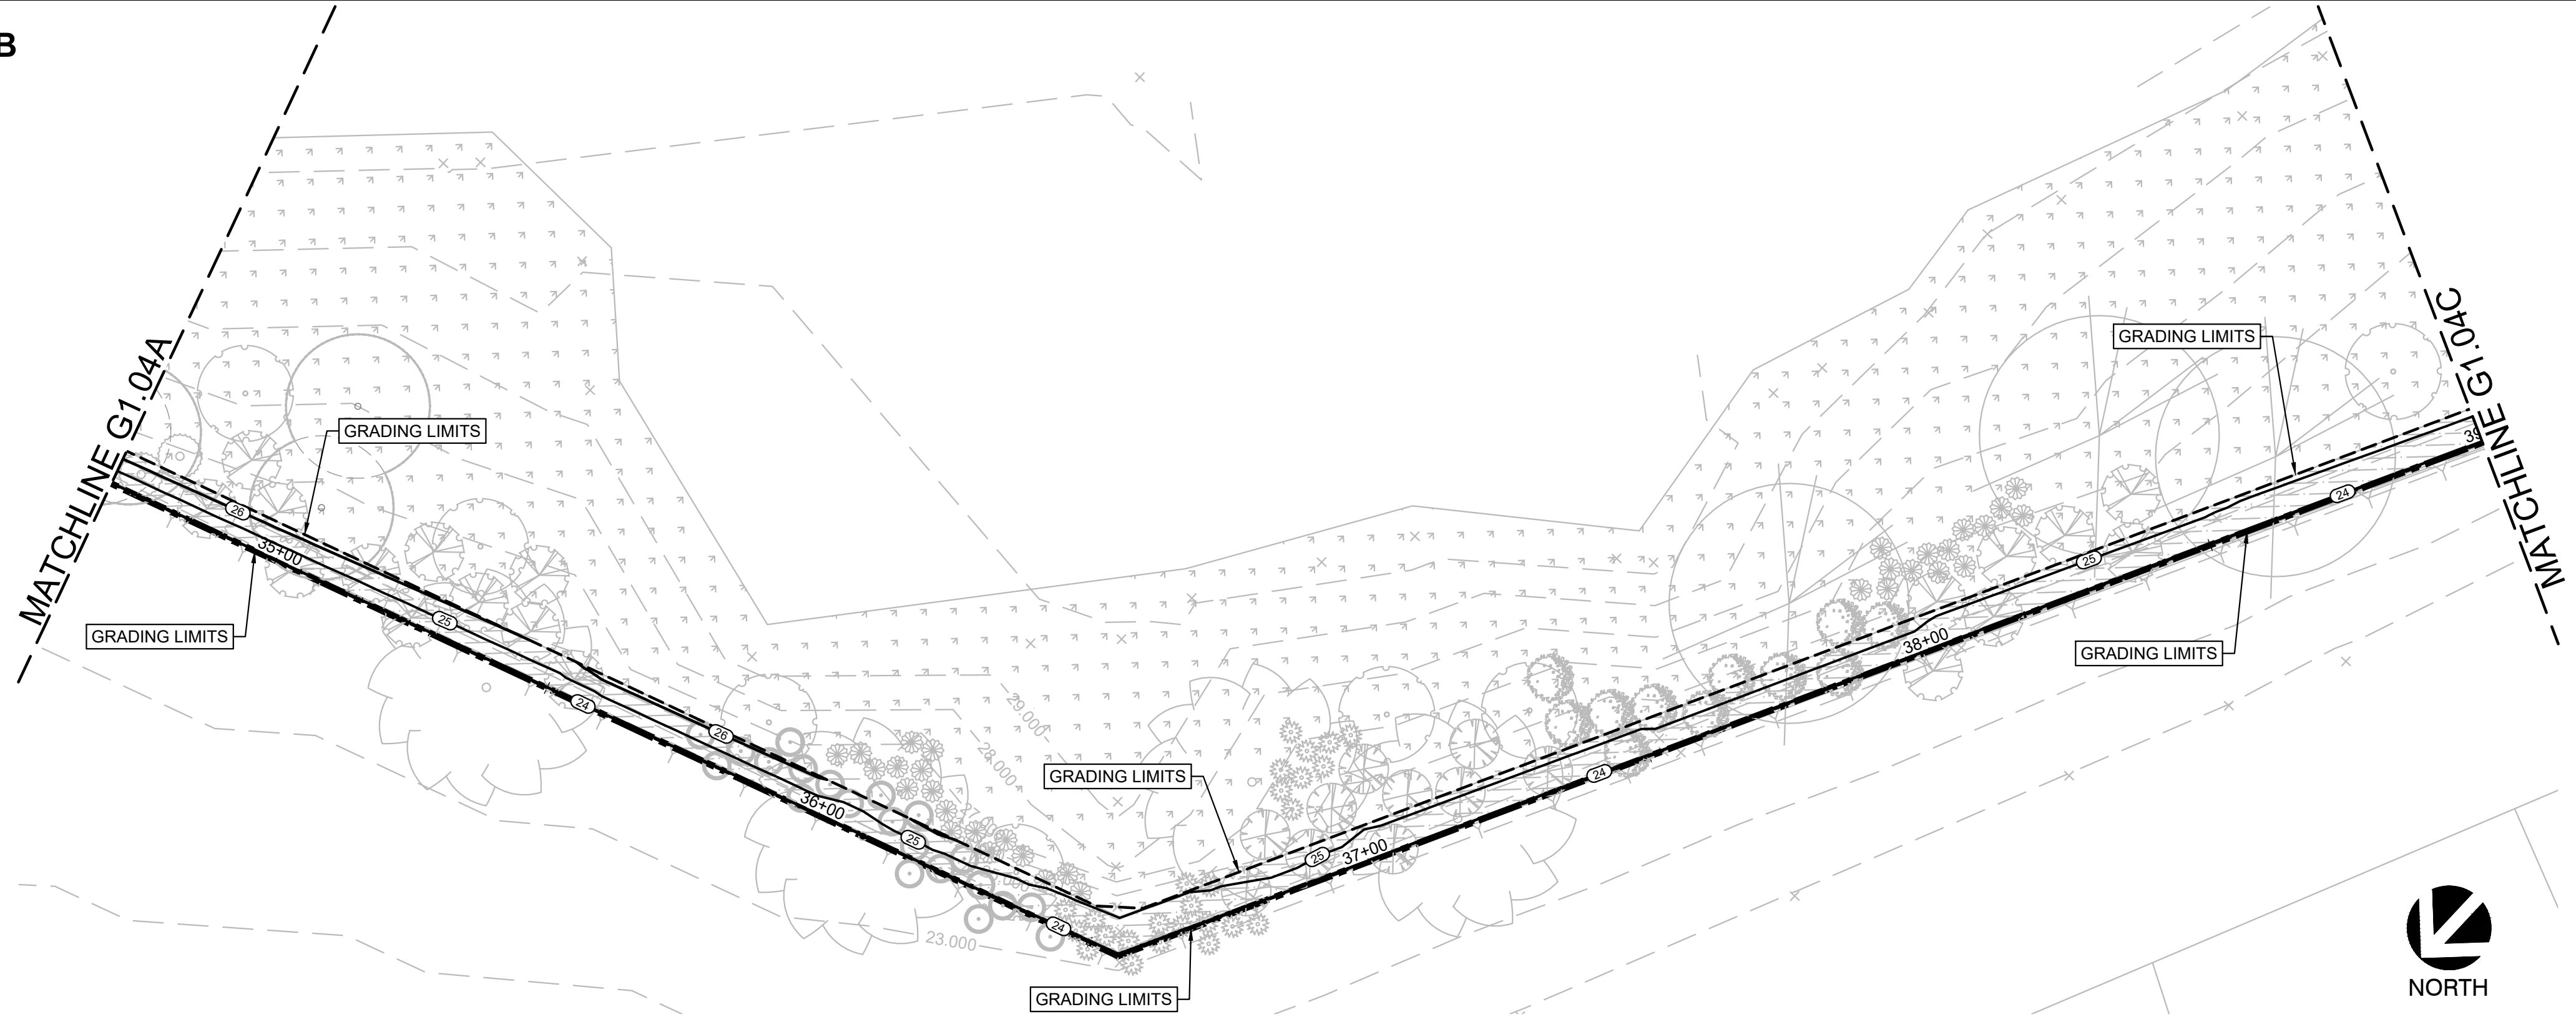 B
MATCHLINE G1.04A
MATCHLINE G1.04C
GRADING LIMITS
GRADING LIMITS
26
35+00
25
GRADING LIMITS
24
26
36+00
25
24
29.000
28.000
23.000
GRADING LIMITS
GRADING LIMITS
25
37+00
24
38+00
25
24
GRADING LIMITS
NORTH